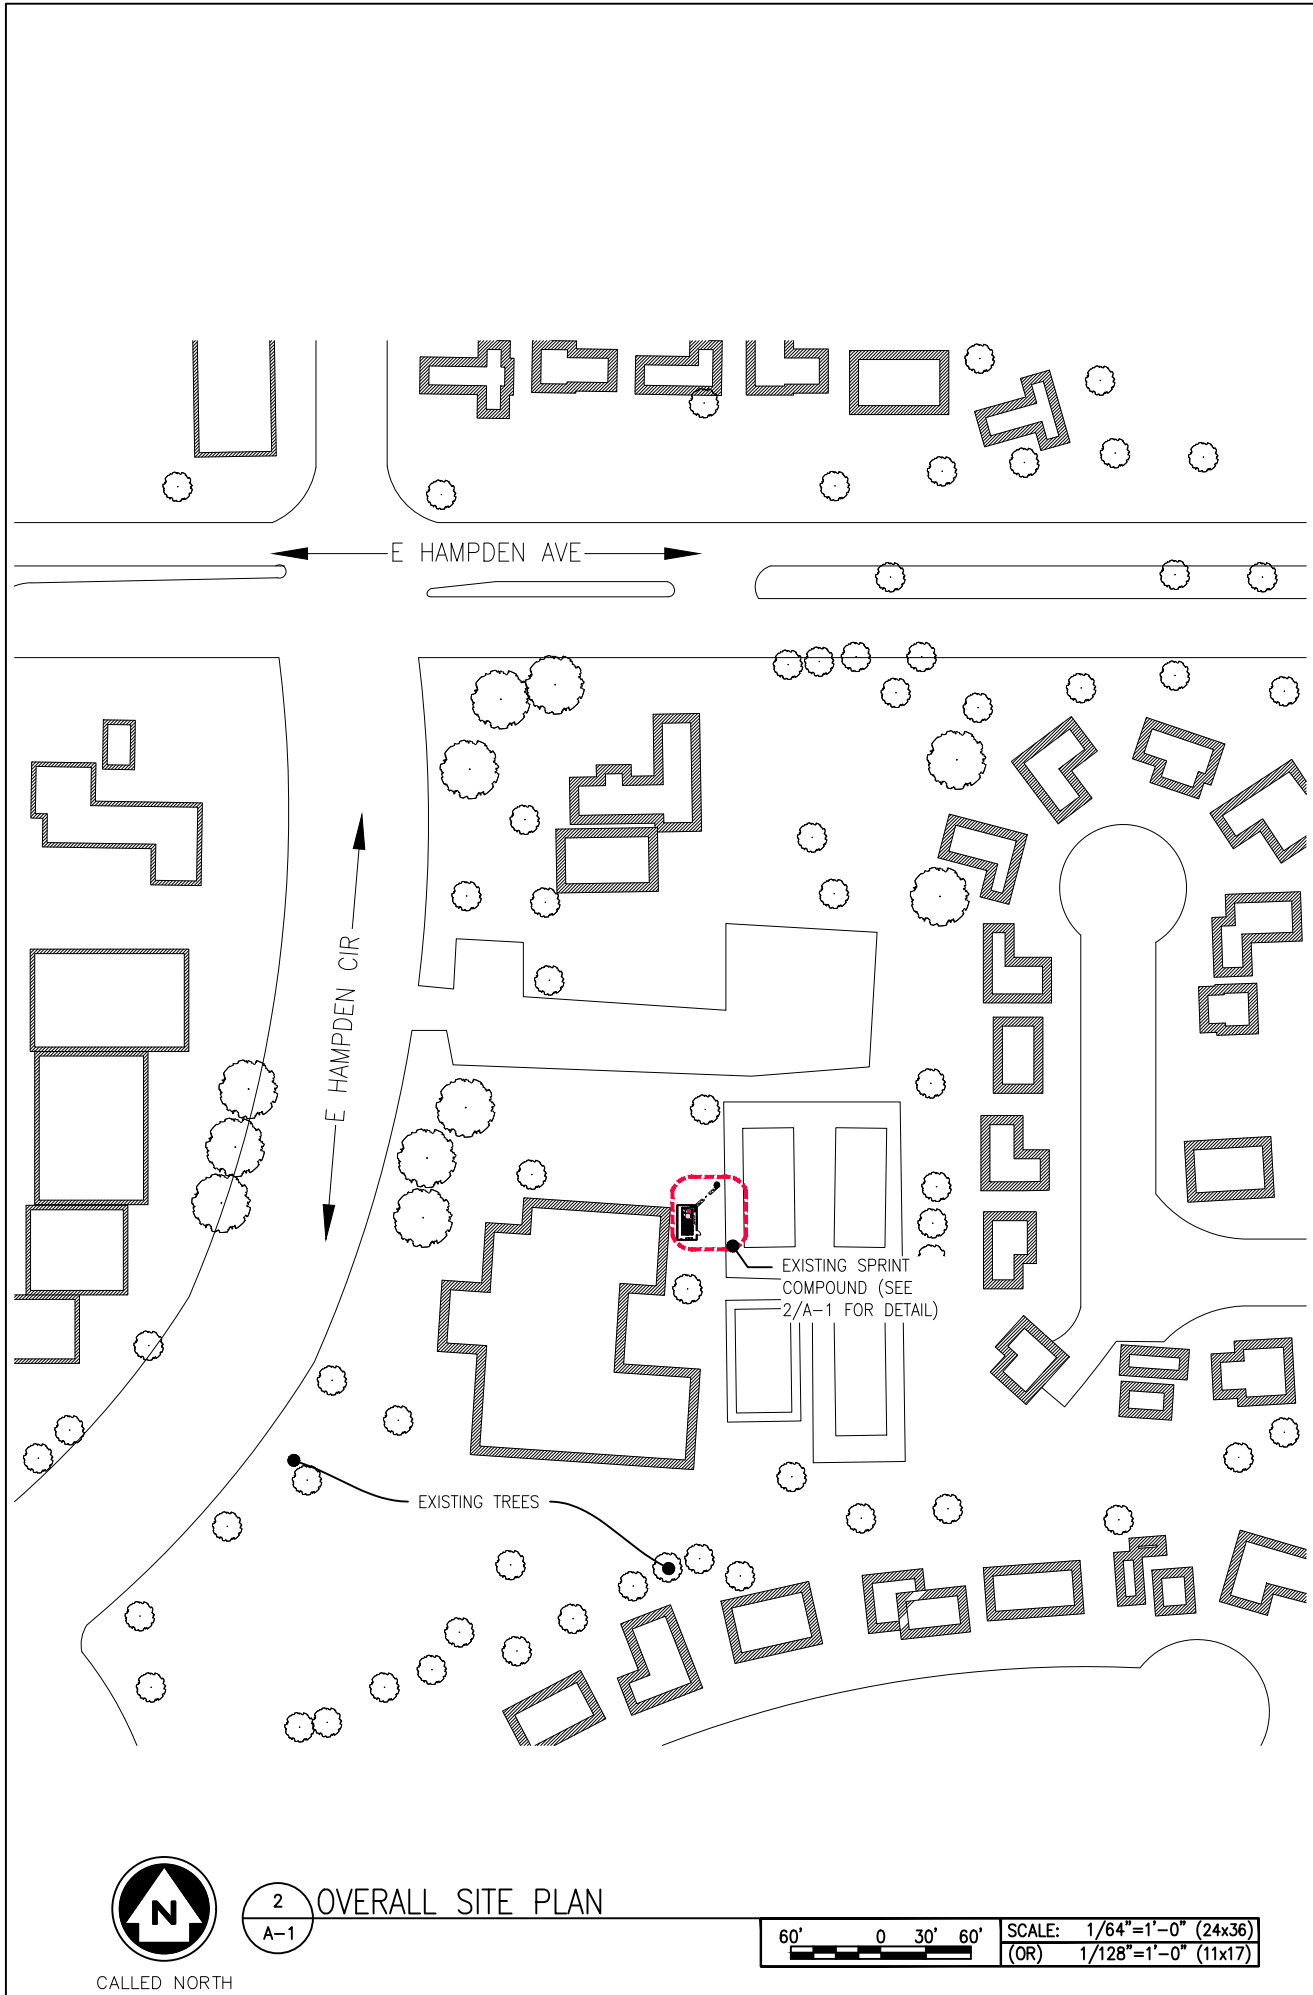 E HAMPDEN AVE
E HAMPDEN CIR
EXISTING SPRINT
COMPOUND (SEE
2/A-1 FOR DETAIL)
EXISTING TREES
N
CALLED NORTH
2
A-1
OVERALL SITE PLAN
60' 0 30' 60'
SCALE: 1/64"=1'-0" (24x36)
(OR) 1/128"=1'-0" (11x17)